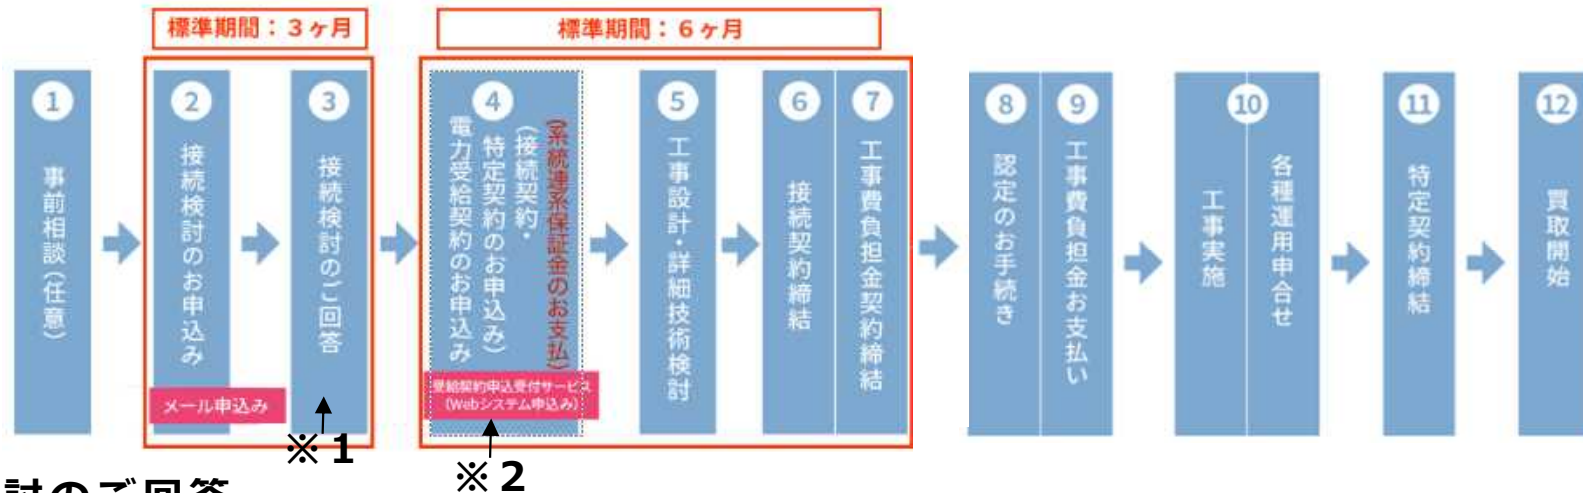 標準期間：３ヶ月
標準期間：６ヶ月
1
事前相談（任意）
2
接続検討のお申込み
メール申込み
3
接続検討のご回答
※１
4
（系統連系保証金のお支払）
（接続契約・
特定契約のお申込み）
電力受給契約のお申込み
受給契約申込受付サービス
（Webシステム申込み）
※２
5
工事設計・詳細技術検討
6
接続契約締結
7
工事費負担金契約締結
8
認定のお手続き
9
工事費負担金お支払い
10
工事実施
各種運用申合せ
11
特定契約締結
12
買取開始
討のご回答